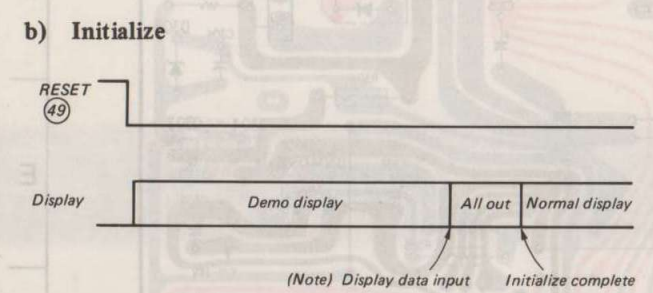 b) Initialize
RESET
49
Display
Demo display
All out
Normal display
(Note) Display data input
Initialize complete